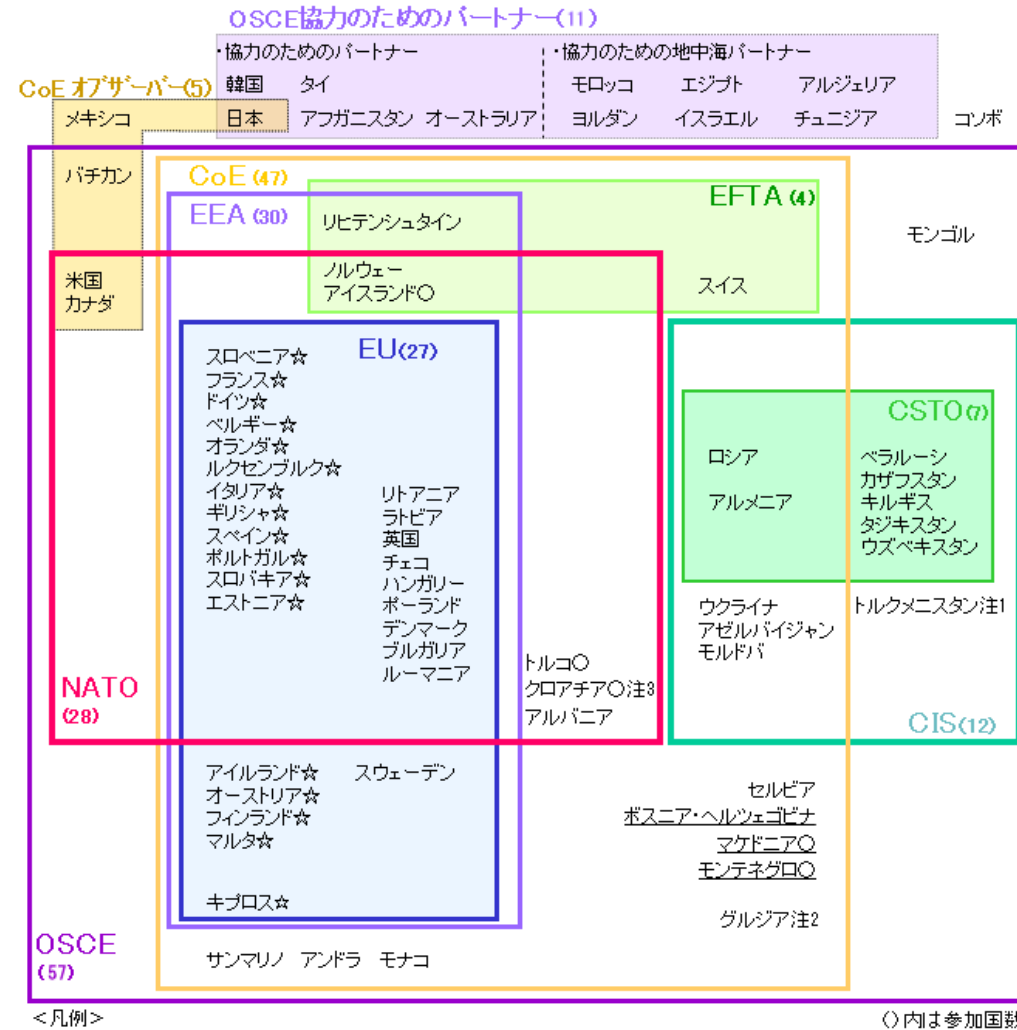 OSCE協力のためのパートナー(11)
・協力のためのパートナー
・協力のための地中海パートナー
CoE オブザーバー(5)
韓国 タイ
モロッコ エジプト アルジェリア
メキシコ
日本 アフガニスタン オーストラリア
ヨルダン イスラエル チュニジア
コソボ
バチカン
CoE (47)
EFTA (4)
EEA (30)
リヒテンシュタイン
モンゴル
米国
カナダ
ノルウェー
アイスランド○
スイス
EU(27)
スロベニア☆
フランス☆
ドイツ☆
ベルギー☆
オランダ☆
ルクセンブルク☆
イタリア☆
ギリシャ☆
スペイン☆
ポルトガル☆
スロバキア☆
エストニア☆
リトアニア
ラトビア
英国
チェコ
ハンガリー
ポーランド
デンマーク
ブルガリア
ルーマニア
CSTO(7)
ロシア
アルメニア
ベラルーシ
カザフスタン
キルギス
タジキスタン
ウズベキスタン
ウクライナ
アゼルバイジャン
モルドバ
トルクメニスタン注1
トルコ○
クロアチア○注3
アルバニア
NATO
(28)
CIS(12)
アイルランド☆ スウェーデン
オーストリア☆
フィンランド☆
マルタ☆
キプロス☆
セルビア
ボスニア・ヘルツェゴビナ
マケドニア○
モンテネグロ○
グルジア注2
OSCE
(57)
サンマリノ アンドラ モナコ
＜凡例＞
()内は参加国数